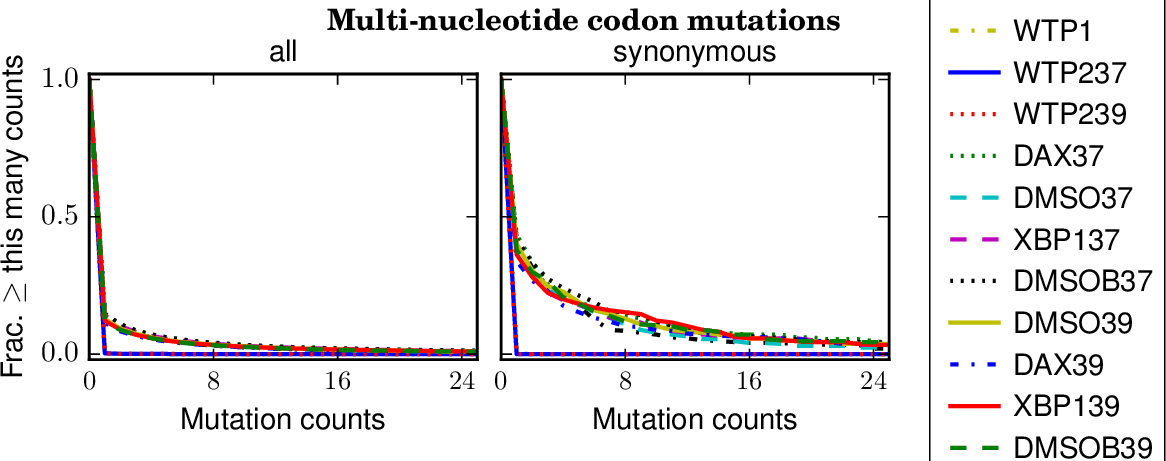 Multi-nucleotide codon mutations
all
synonymous
Frac. ≥ this many counts
1.0
0.5
0.0
0 8 16 24
0 8 16 24
Mutation counts
Mutation counts
WTP1
WTP237
WTP239
DAX37
DMSO37
XBP137
DMSOB37
DMSO39
DAX39
XBP139
DMSOB39